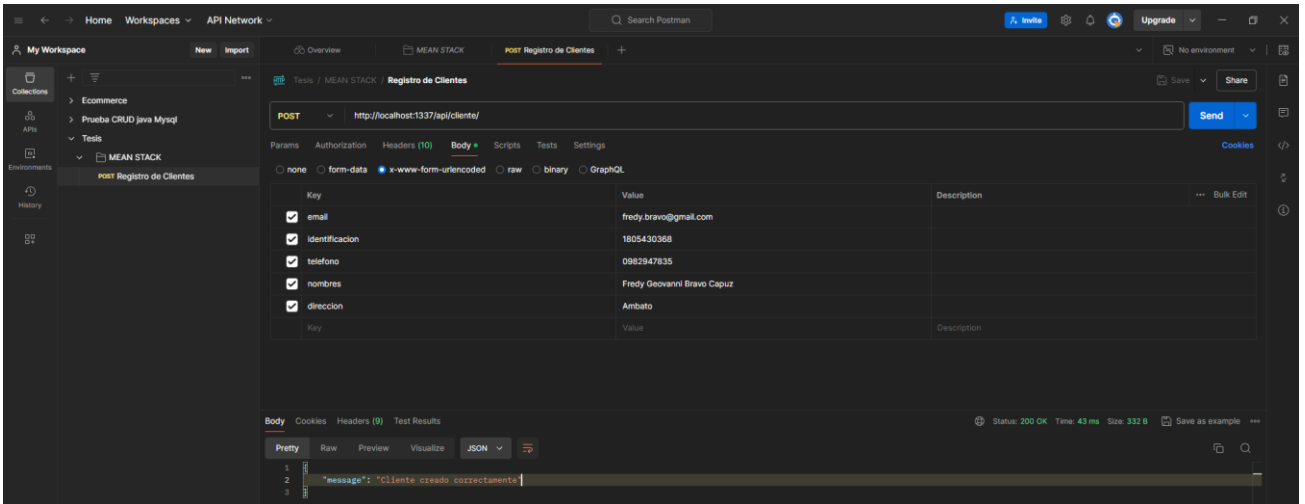 Home Workspaces API Network Search Postman Invite Upgrade
My Workspace New Import Overview MEAN STACK POST Registro de Clientes No environment
Collections
APIs
Environments
History
Ecommerce
Prueba CRUD java Mysql
Tesis
MEAN STACK
POST Registro de Clientes
HTTP Tesis / MEAN STACK / Registro de Clientes Save Share
POST http://localhost:1337/api/cliente/ Send
Params Authorization Headers (10) Body Scripts Tests Settings Cookies
none form-data x-www-form-urlencoded raw binary GraphQL
Key Value Description Bulk Edit
email fredy.bravo@gmail.com
identificacion 1805430368
telefono 0982947835
nombres Fredy Geovanni Bravo Capuz
direccion Ambato
Key Value Description
Body Cookies Headers (9) Test Results Status: 200 OK Time: 43 ms Size: 332 B Save as example
Pretty Raw Preview Visualize JSON
1 {
2 "message": "Cliente creado correctamente"
3 }